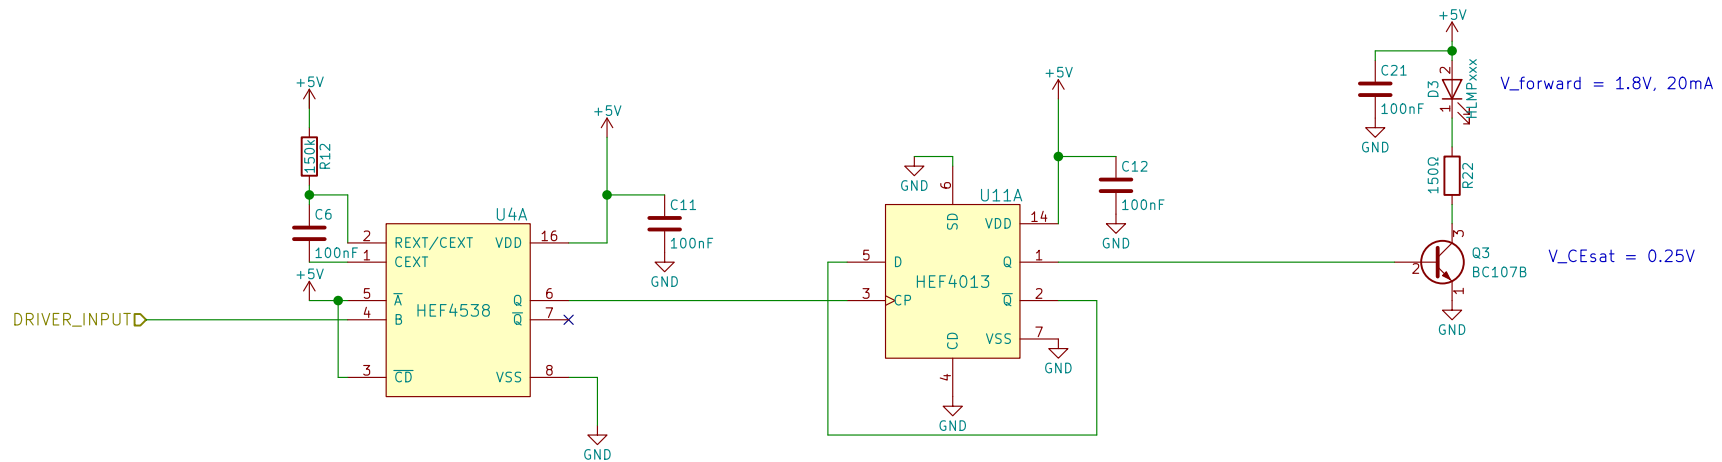 +5V
150k
R12
C6
100nF
+5V
DRIVER_INPUT
U4A
2
REXT/CEXT
1
CEXT
5
A
4
B
3
CD
HEF4538
VDD
16
Q
6
Q
7
VSS
8
GND
+5V
C11
100nF
GND
GND
6
SD
U11A
5
D
3
CP
HEF4013
CD
4
GND
VDD
14
Q
1
Q
2
VSS
7
GND
+5V
C12
100nF
GND
+5V
C21
100nF
GND
D3
2
1
HLMPxxx
V_forward = 1.8V, 20mA
150Ω
R22
3
2
1
Q3
BC107B
GND
V_CEsat = 0.25V